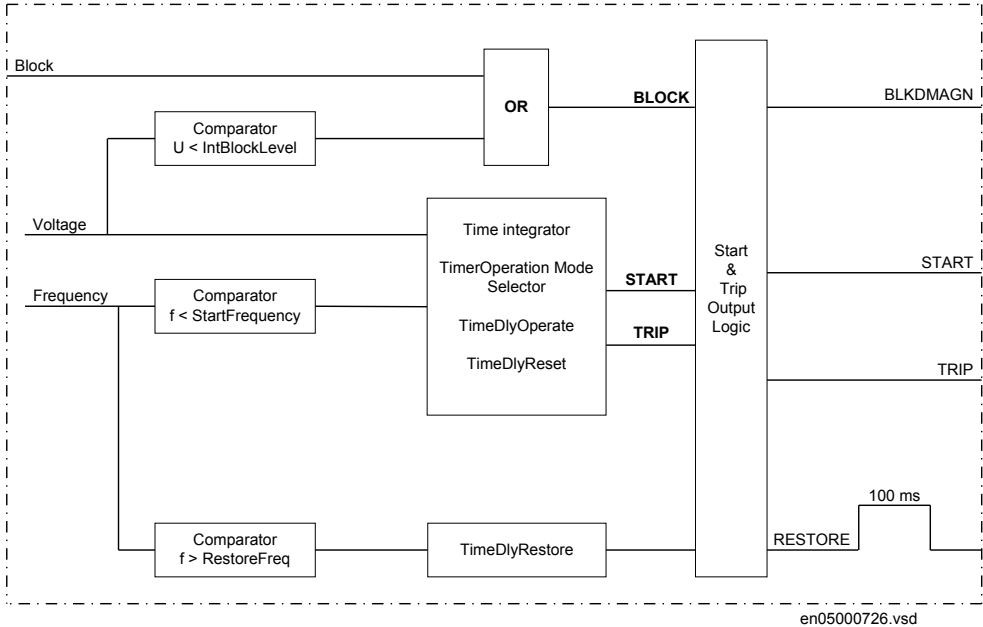 Block
Comparator
U < IntBlockLevel
OR
BLOCK
BLKDMAGN
Voltage
Time integrator
TimerOperation Mode
Selector
TimeDlyOperate
TimeDlyReset
Frequency
Comparator
f < StartFrequency
START
TRIP
Start
&
Trip
Output
Logic
START
TRIP
100 ms
Comparator
f > RestoreFreq
TimeDlyRestore
RESTORE
en05000726.vsd